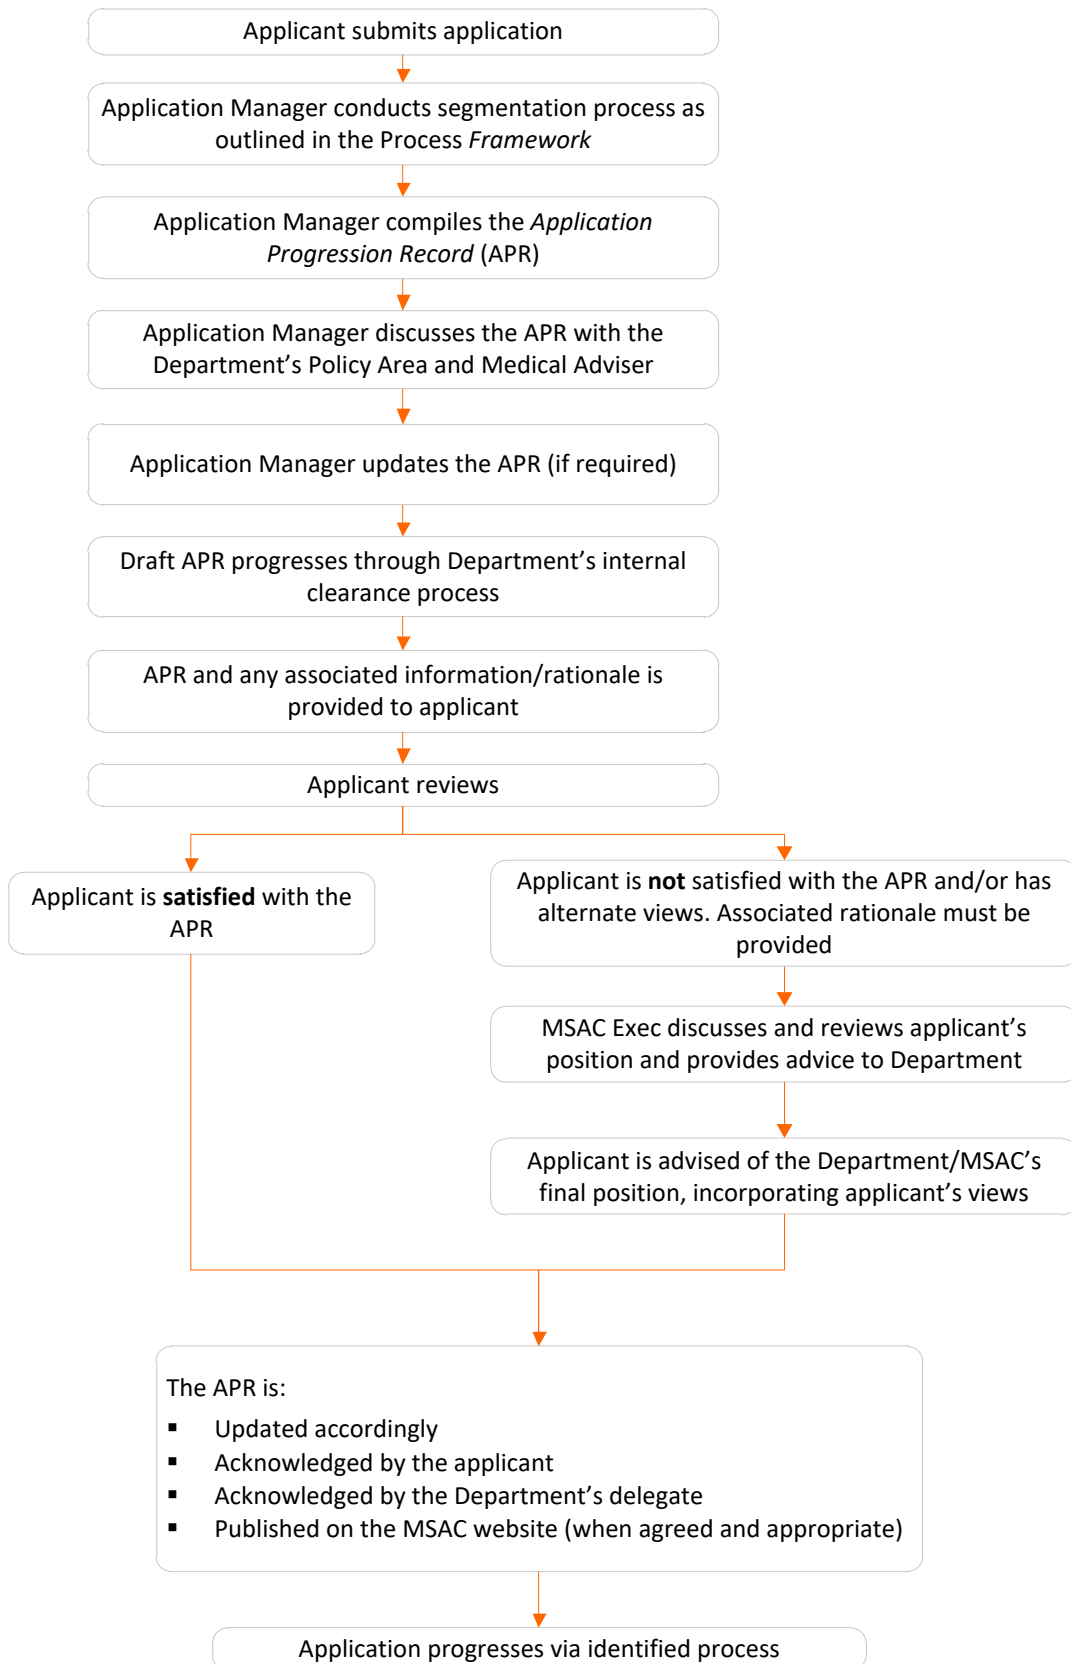 Applicant submits application
Application Manager conducts segmentation process as
outlined in the Process Framework
Application Manager compiles the Application
Progression Record (APR)
Application Manager discusses the APR with the
Department’s Policy Area and Medical Adviser
Application Manager updates the APR (if required)
Draft APR progresses through Department’s internal
clearance process
APR and any associated information/rationale is
provided to applicant
Applicant reviews
Applicant is satisfied with the
APR
Applicant is not satisfied with the APR and/or has
alternate views. Associated rationale must be
provided
MSAC Exec discusses and reviews applicant’s
position and provides advice to Department
Applicant is advised of the Department/MSAC’s
final position, incorporating applicant’s views
The APR is:
▪ Updated accordingly
▪ Acknowledged by the applicant
▪ Acknowledged by the Department’s delegate
▪ Published on the MSAC website (when agreed and appropriate)
Application progresses via identified process